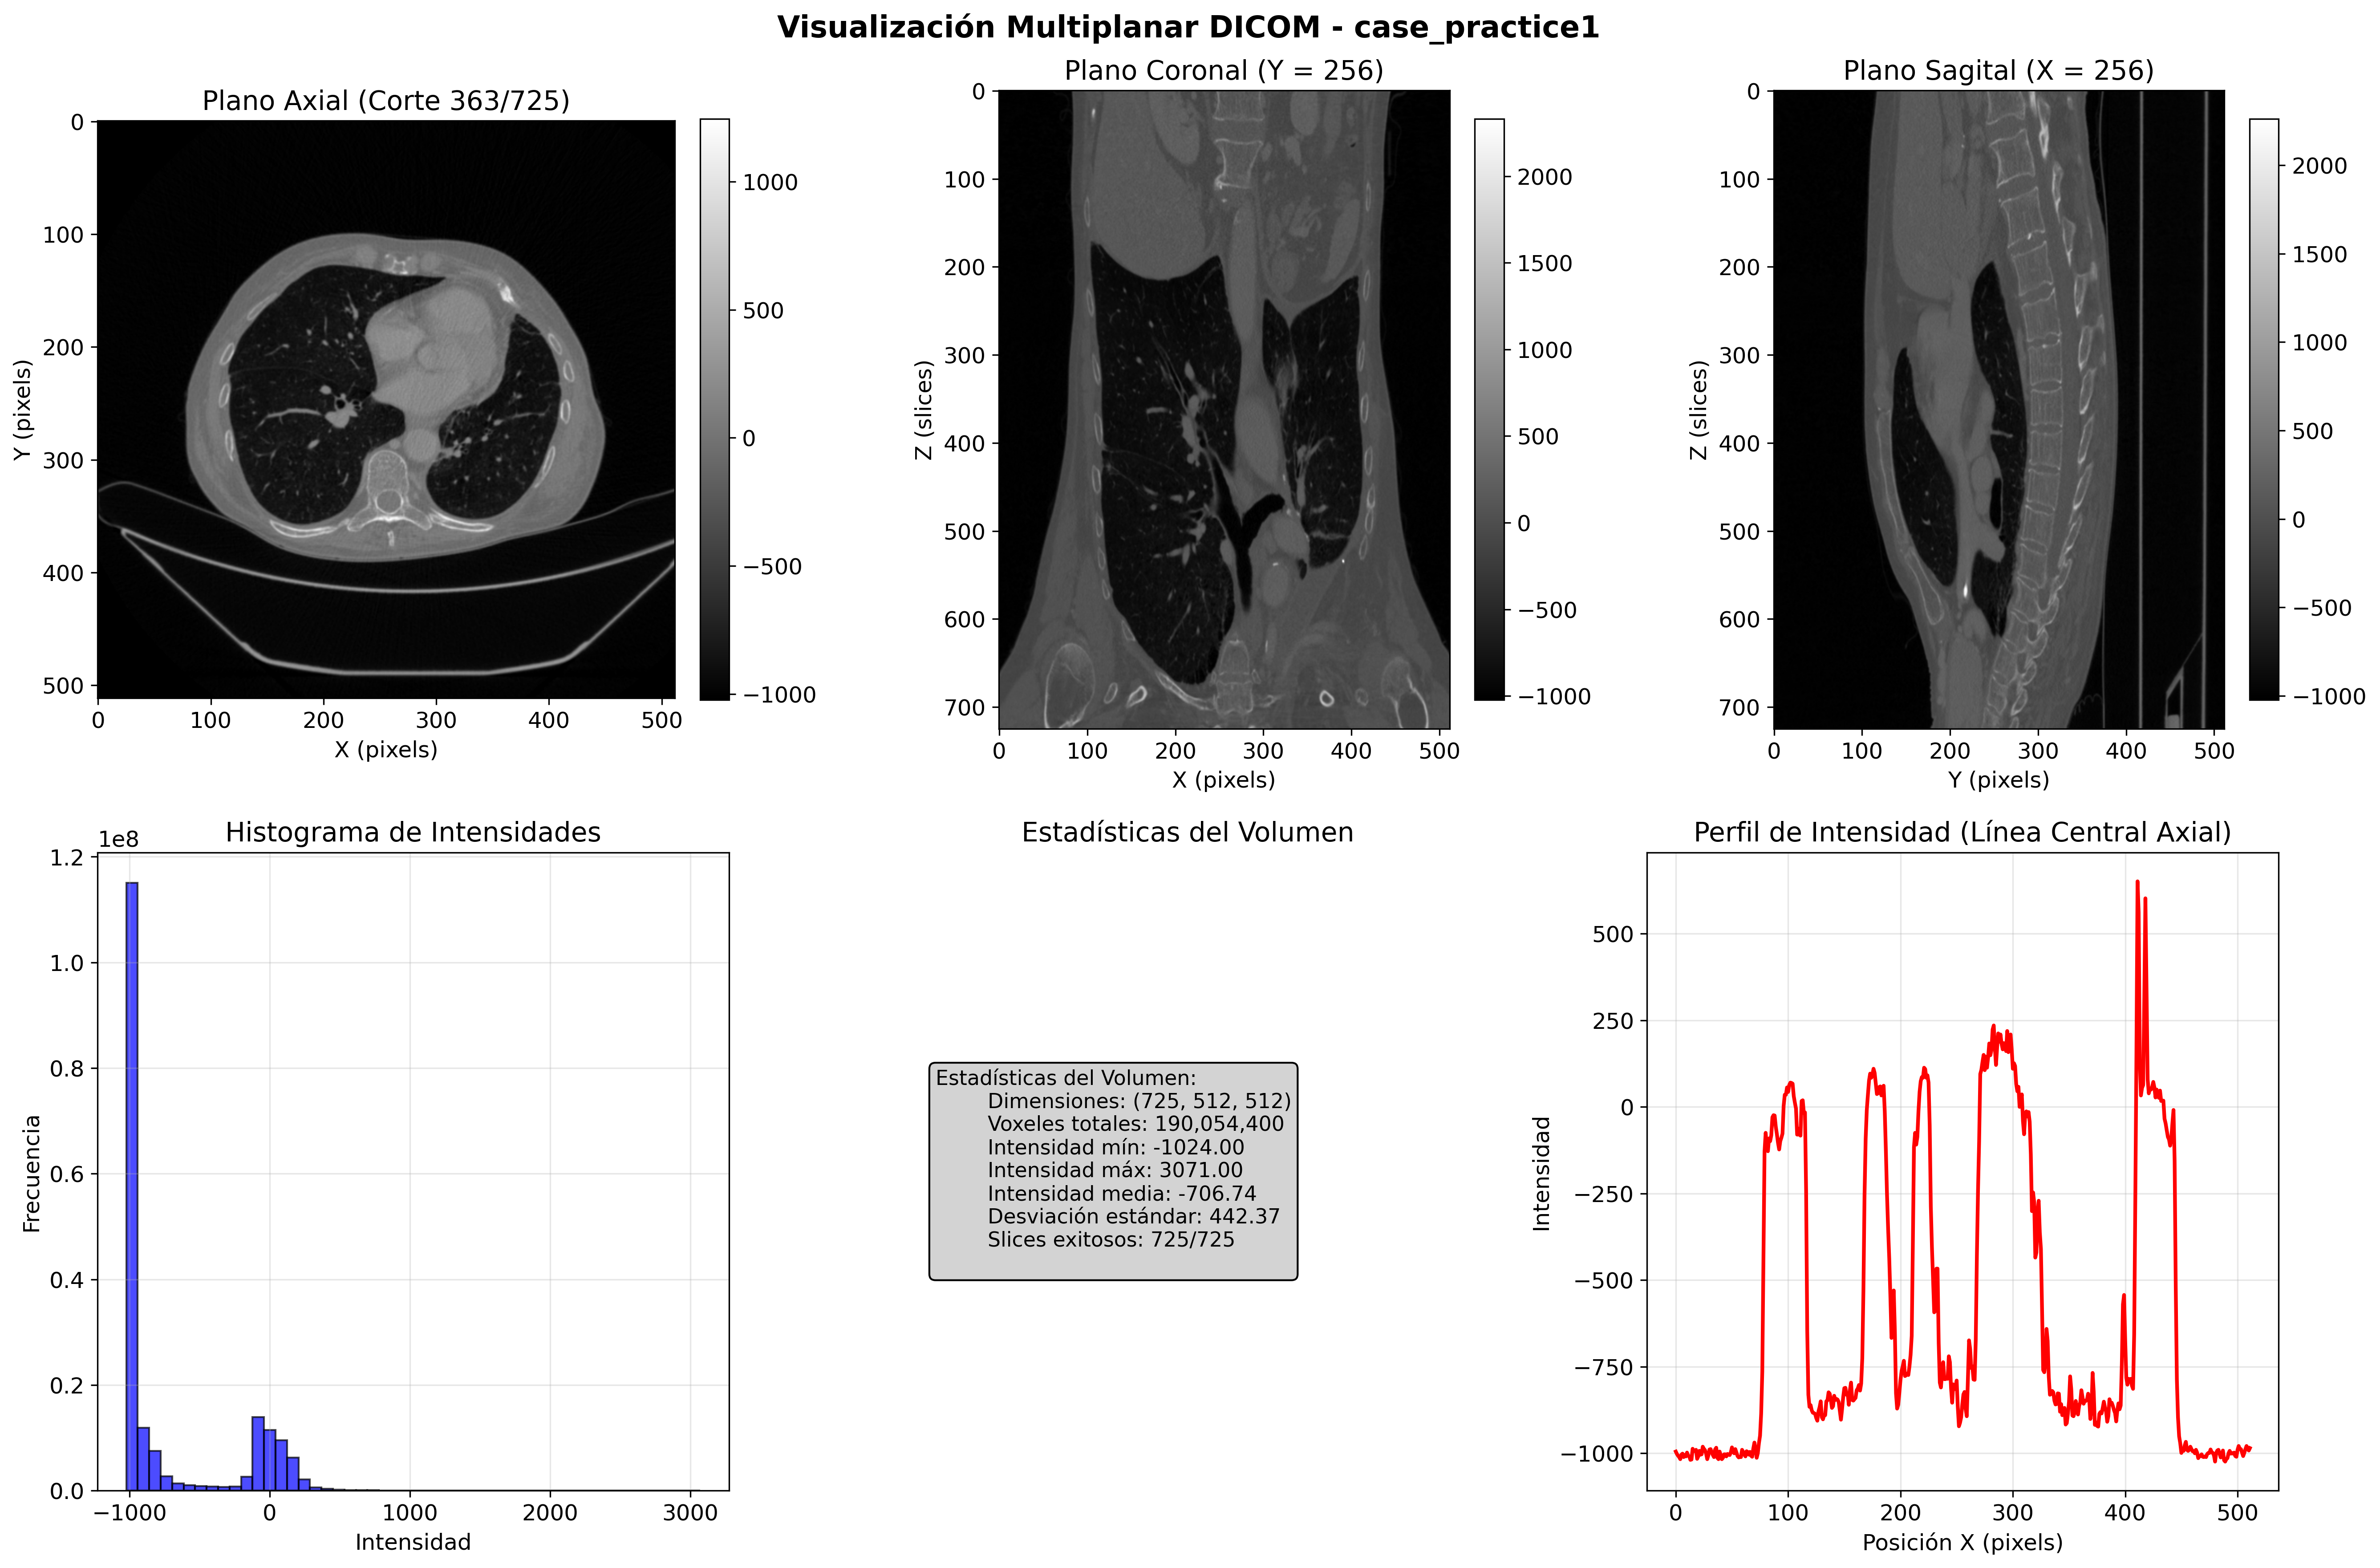 Visualización Multiplanar DICOM - case_practice1
Plano Axial (Corte 363/725)
0
100
200
300
400
500
Y (pixels)
0 100 200 300 400 500
X (pixels)
1000
500
0
−500
−1000
Plano Coronal (Y = 256)
0
100
200
300
400
500
600
700
Z (slices)
0 100 200 300 400 500
X (pixels)
2000
1500
1000
500
0
−500
−1000
Plano Sagital (X = 256)
0
100
200
300
400
500
600
700
Z (slices)
0 100 200 300 400 500
Y (pixels)
2000
1500
1000
500
0
−500
−1000
Histograma de Intensidades
1e8
1.2
1.0
0.8
0.6
0.4
0.2
0.0
Frecuencia
−1000 0 1000 2000 3000
Intensidad
Estadísticas del Volumen
Estadísticas del Volumen:
Dimensiones: (725, 512, 512)
Voxeles totales: 190,054,400
Intensidad mín: -1024.00
Intensidad máx: 3071.00
Intensidad media: -706.74
Desviación estándar: 442.37
Slices exitosos: 725/725
Perfil de Intensidad (Línea Central Axial)
500
250
0
−250
−500
−750
−1000
Intensidad
0 100 200 300 400 500
Posición X (pixels)